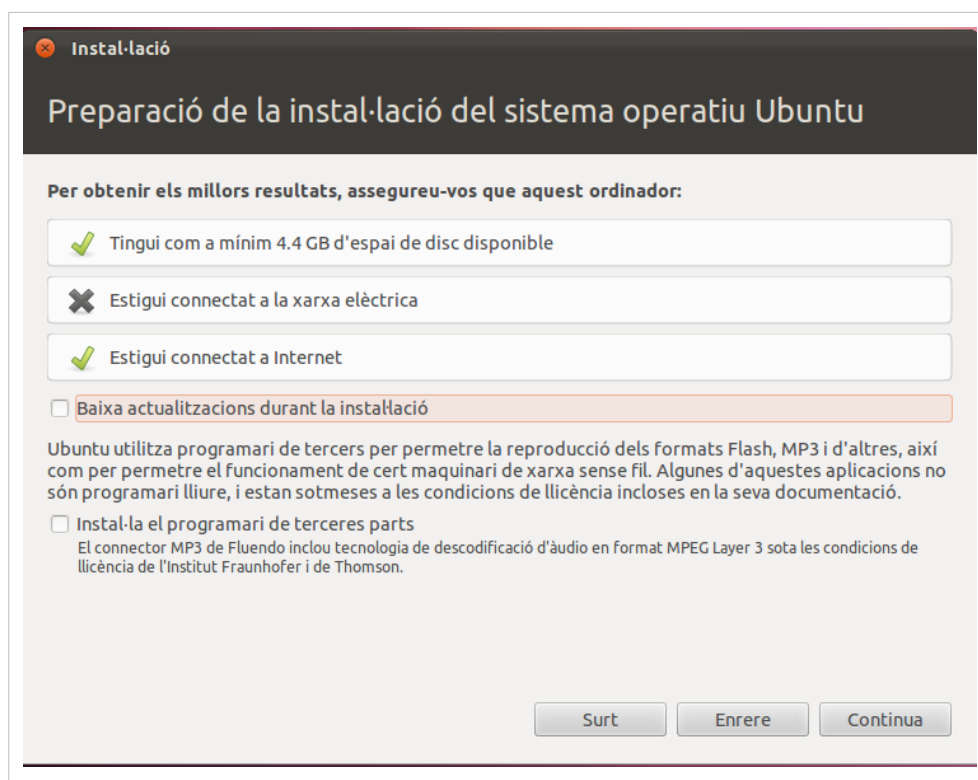 Instal·lació
Preparació de la instal·lació del sistema operatiu Ubuntu
Per obtenir els millors resultats, assegureu-vos que aquest ordinador:
Tingui com a mínim 4.4 GB d'espai de disc disponible
Estigui connectat a la xarxa elèctrica
Estigui connectat a Internet
Baixa actualitzacions durant la instaŀlació
Ubuntu utilitza programari de tercers per permetre la reproducció dels formats Flash, MP3 i d'altres, així
com per permetre el funcionament de cert maquinari de xarxa sense fil. Algunes d'aquestes aplicacions no
són programari lliure, i estan sotmeses a les condicions de llicència incloses en la seva documentació.
Instal·la el programari de terceres parts
El connector MP3 de Fluendo inclou tecnologia de descodificació d'àudio en format MPEG Layer 3 sota les condicions de
llicència de l'Institut Fraunhofer i de Thomson.
Surt
Enrere
Continua